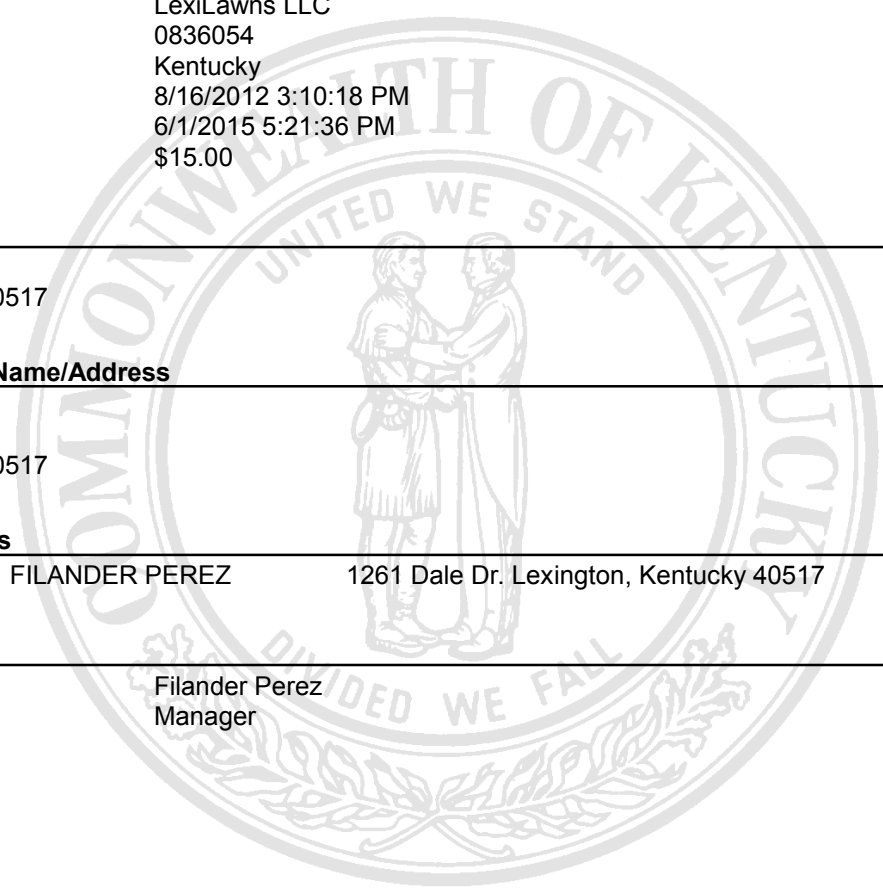 LexiLawns LLC
0836054
Kentucky
8/16/2012 3:10:18 PM
6/1/2015 5:21:36 PM
$15.00
COMMONWEALTH OF KENTUCKY
UNITED WE STAND
0517
Name/Address
0517
s
FILANDER PEREZ 1261 Dale Dr. Lexington, Kentucky 40517
Filander Perez
Manager
DIVIDED WE FALL